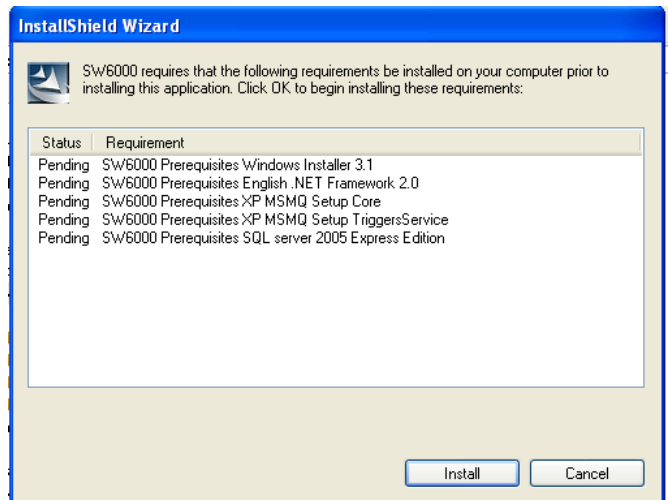 InstallShield Wizard
SW6000 requires that the following requirements be installed on your computer prior to
installing this application. Click OK to begin installing these requirements:
Status Requirement
Pending SW6000 Prerequisites Windows Installer 3.1
Pending SW6000 Prerequisites English .NET Framework 2.0
Pending SW6000 Prerequisites XP MSMQ Setup Core
Pending SW6000 Prerequisites XP MSMQ Setup TriggersService
Pending SW6000 Prerequisites SQL server 2005 Express Edition
Install Cancel